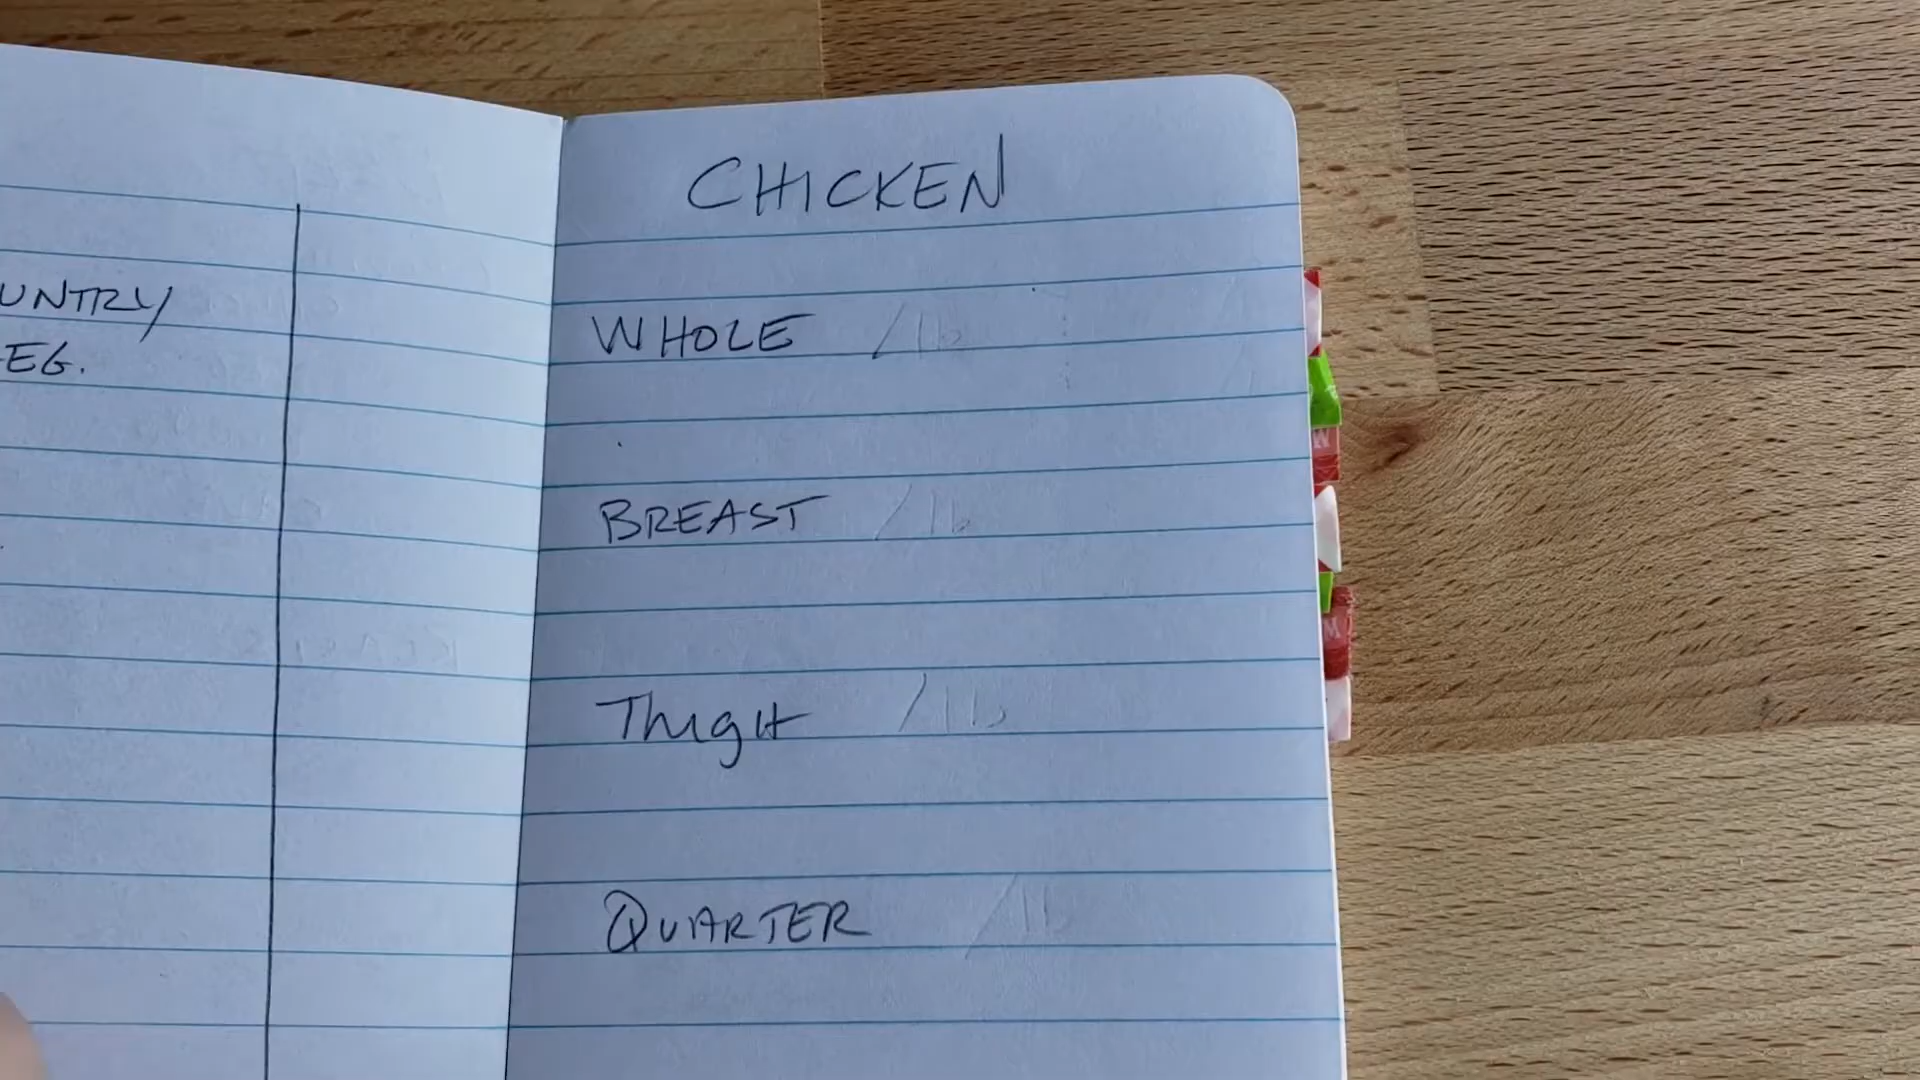 UNTRY
EG.
CHICKEN
WHOLE /lb
BREAST /lb
Thigh /lb
QUARTER /lb